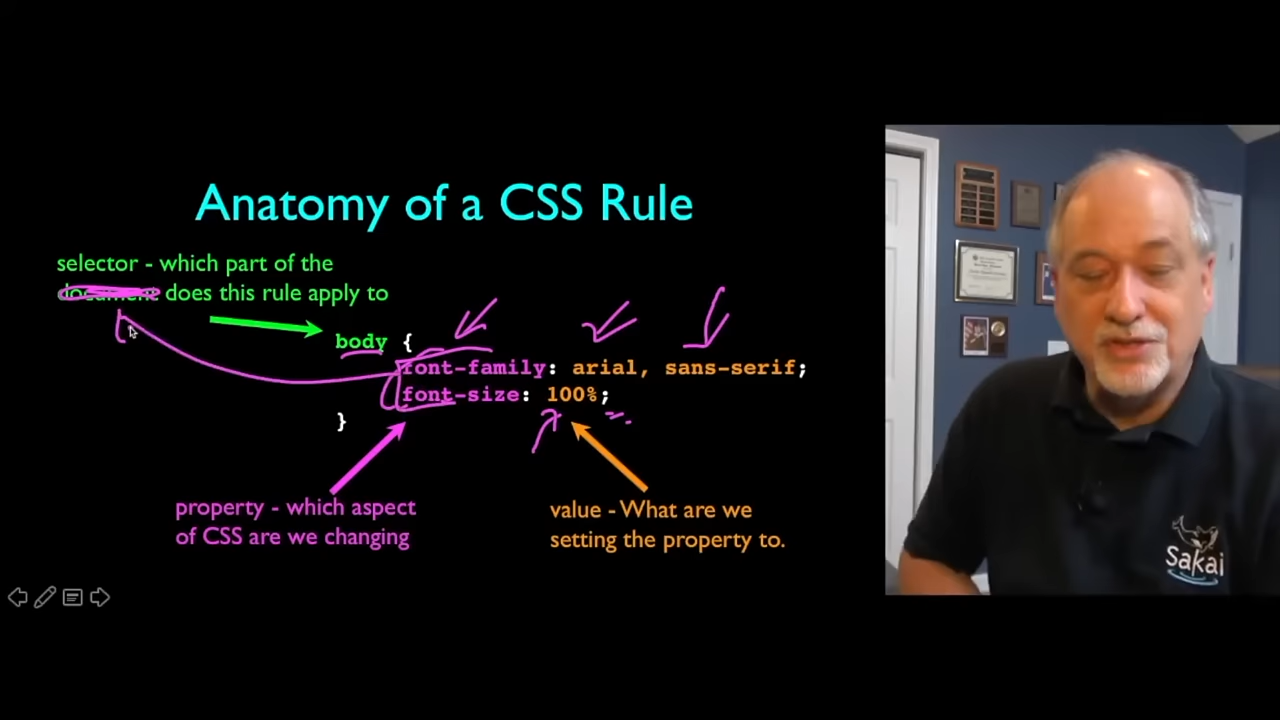 Anatomy of a CSS Rule
selector - which part of the
document does this rule apply to
body {
font-family: arial, sans-serif;
font-size: 100%;
}
property - which aspect
of CSS are we changing
value - What are we
setting the property to.
Sakai